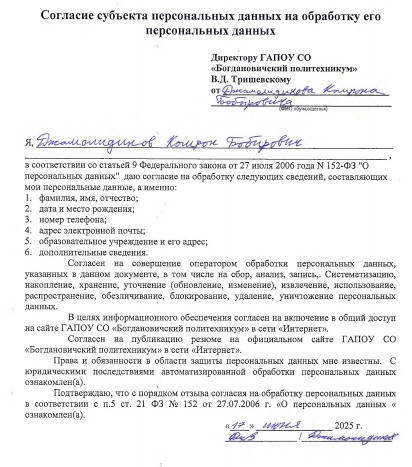 Согласие субъекта персональных данных на обработку его
персональных данных
Директору ГАПОУ СО
«Богдановичский политехникум»
В.Д. Тришевскому
от Джамалидинова Комрона
Бобировича
(ФИО обучающегося)
Я, Джамалидинов Комрон Бобирович
в соответствии со статьей 9 Федерального закона от 27 июля 2006 года N 152-ФЗ "О
персональных данных" даю согласие на обработку следующих сведений, составляющих
мои персональные данные, а именно:
1. фамилия, имя, отчество;
2. дата и место рождения;
3. номер телефона;
4. адрес электронной почты;
5. образовательное учреждение и его адрес;
6. дополнительные сведения.
Согласен на совершение оператором обработки персональных данных,
указанных в данном документе, в том числе на сбор, анализ, запись,. Систематизацию,
накопление, хранение, уточнение (обновление, изменение), извлечение, использование,
распространение, обезличивание, блокирование, удаление, уничтожение персональных
данных.
В целях информационного обеспечения согласен на включение в общий доступ
на сайте ГАПОУ СО «Богдановичский политехникум» в сети «Интернет».
Согласен на публикацию резюме на официальном сайте ГАПОУ СО
«Богдановичский политехникум» в сети «Интернет».
Права и обязанности в области защиты персональных данных мне известны. С
юридическими последствиями автоматизированной обработки персональных данных
ознакомлен(а).
Подтверждаю, что с порядком отзыва согласия на обработку персональных данных
в соответствии с п.5 ст. 21 ФЗ № 152 от 27.07.2006 г. «О персональных данных «
ознакомлен(а).
« 17 » июня 2025 г.
/ Джамалидинов